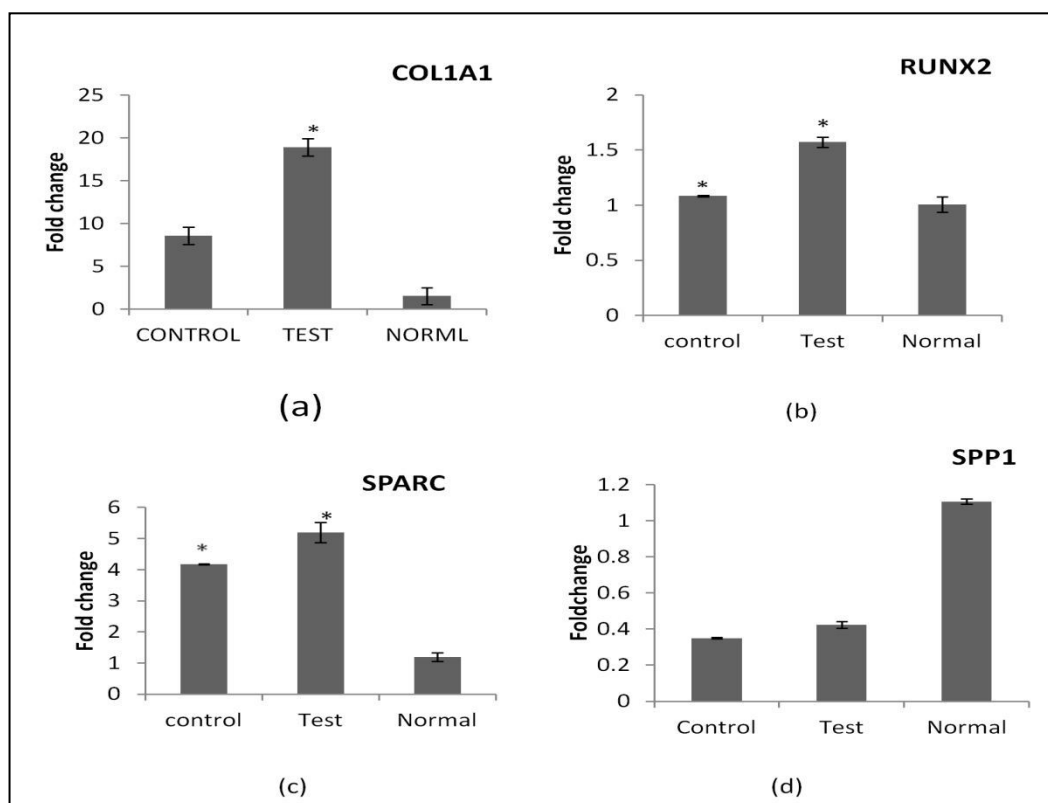 COL1A1
25
20
15
10
5
0
Fold change
*
CONTROL TEST NORML
(a)
RUNX2
2
1.5
1
0.5
0
Fold change
* *
control Test Normal
(b)
SPARC
6
5
4
3
2
1
0
Fold change
* *
control Test Normal
(c)
SPP1
1.2
1
0.8
0.6
0.4
0.2
0
Foldchange
Control Test Normal
(d)